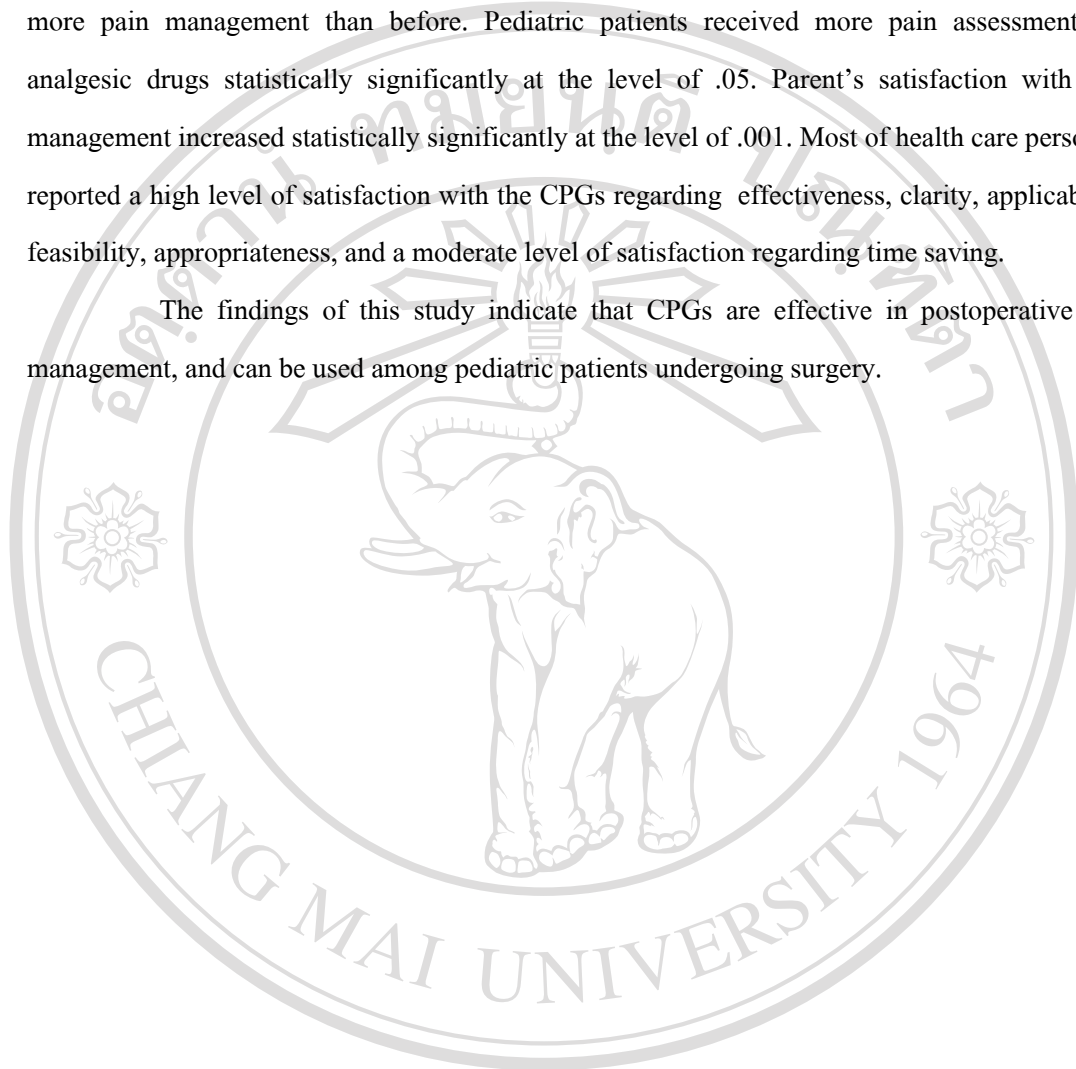 more pain management than before. Pediatric patients received more pain assessment
analgesic drugs statistically significantly at the level of .05. Parent's satisfaction with
management increased statistically significantly at the level of .001. Most of health care
reported a high level of satisfaction with the CPGs regarding effectiveness, clarity,
feasibility, appropriateness, and a moderate level of satisfaction regarding time saving.
The findings of this study indicate that CPGs are effective in postoperative
management, and can be used among pediatric patients undergoing surgery.
CHIANG MAI UNIVERSITY 1964